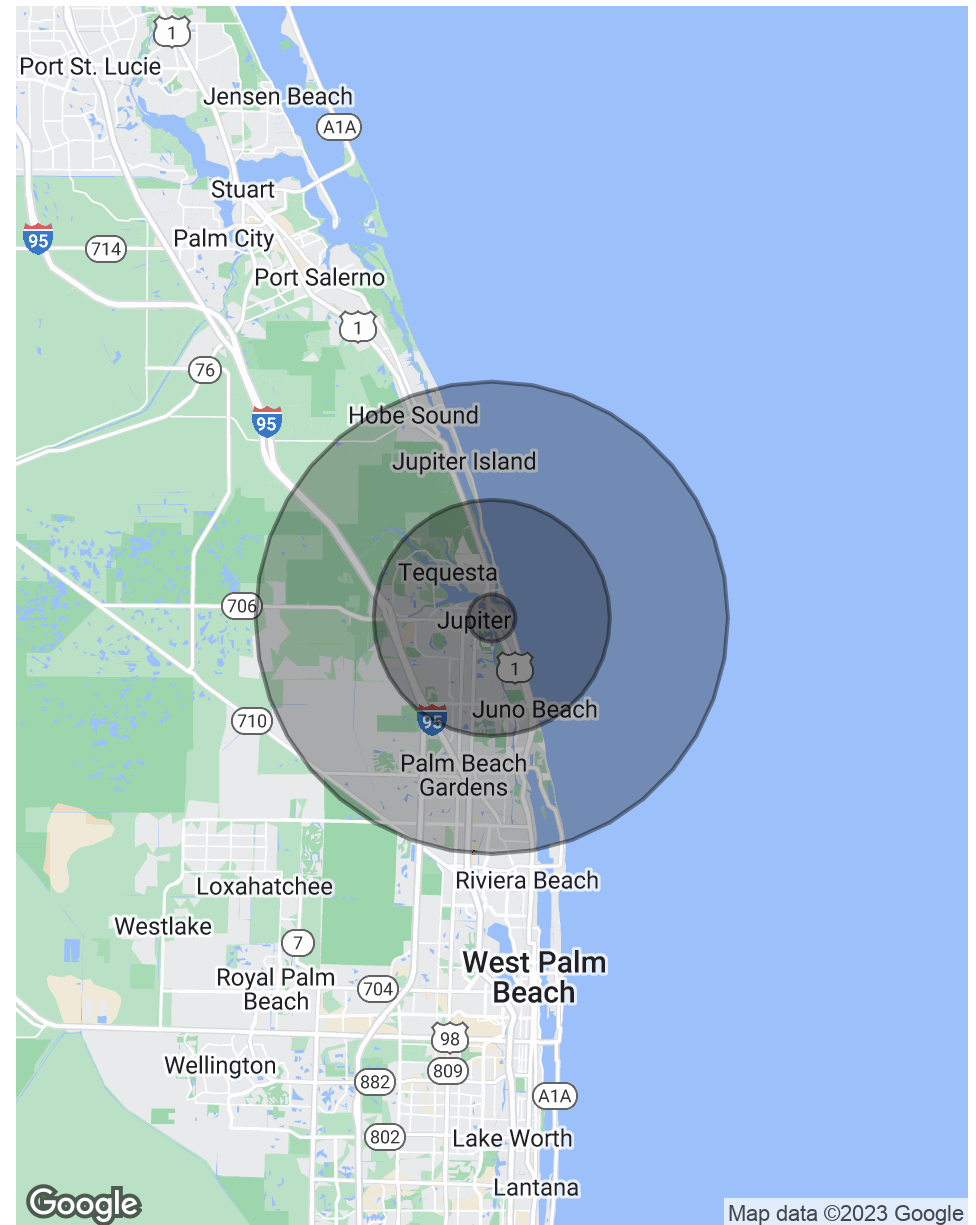 1
Port St. Lucie
Jensen Beach
A1A
Stuart
95
714
Palm City
Port Salerno
1
76
95
Hobe Sound
Jupiter Island
Tequesta
706
Jupiter
1
Juno Beach
710
95
Palm Beach
Gardens
Loxahatchee
Riviera Beach
Westlake
7
West Palm
Beach
Royal Palm
Beach
704
98
Wellington
809
882
A1A
802
Lake Worth
Lantana
Google
Map data ©2023 Google